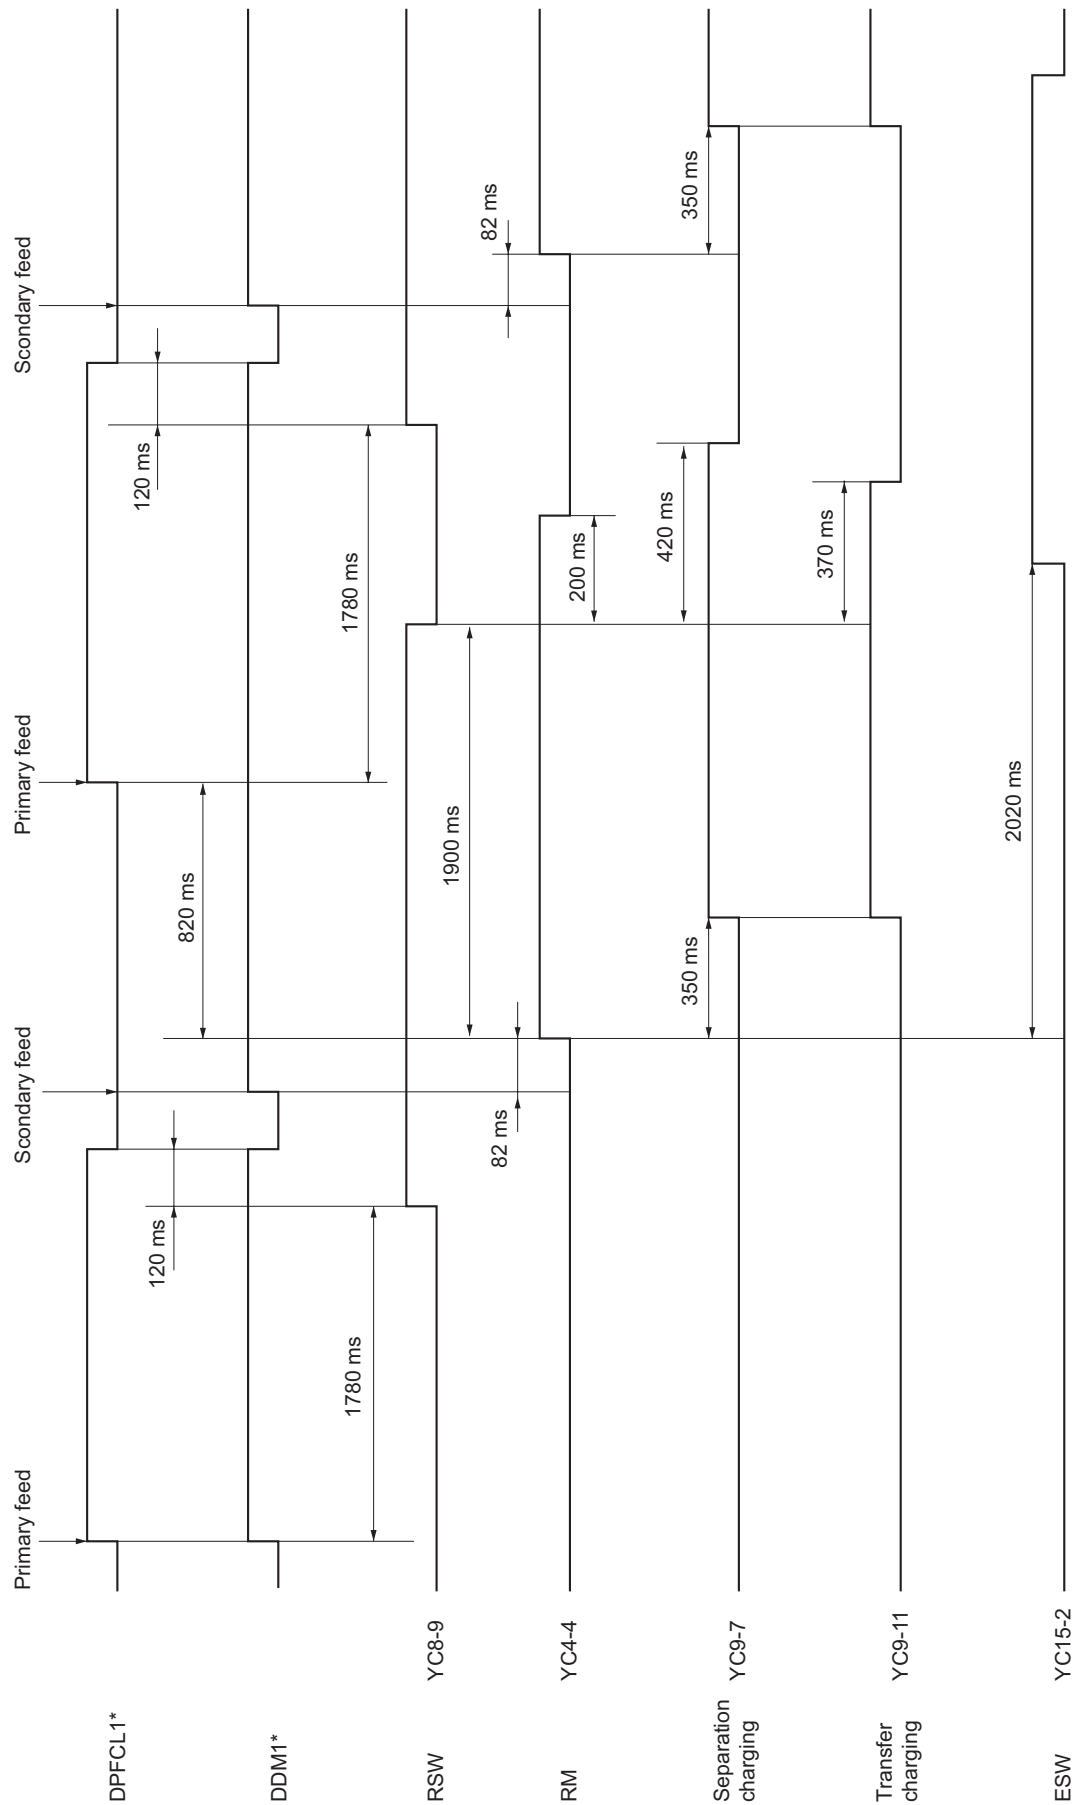 Primary feed
Scondary feed
Primary feed
Scondary feed
DPFCL1*
120 ms
820 ms
120 ms
DDM1*
1780 ms
1780 ms
RSW
YC8-9
1900 ms
RM
YC4-4
82 ms
200 ms
82 ms
Separation
charging
YC9-7
350 ms
420 ms
350 ms
Transfer
charging
YC9-11
370 ms
ESW
YC15-2
2020 ms